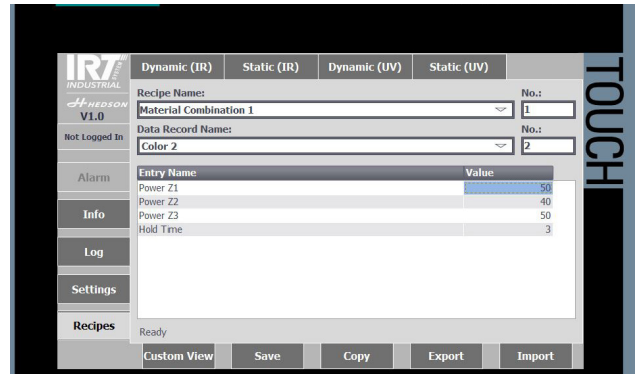 IRT
SYSTEM
INDUSTRIAL
HEDSON
V1.0
Not Logged In
Alarm
Info
Log
Settings
Recipes
Dynamic (IR) Static (IR) Dynamic (UV) Static (UV)
Recipe Name: No.:
Material Combination 1 1
Data Record Name: No.:
Color 2 2
Entry Name Value
Power Z1 50
Power Z2 40
Power Z3 50
Hold Time 3
Ready
Custom View Save Copy Export Import
TOUCH